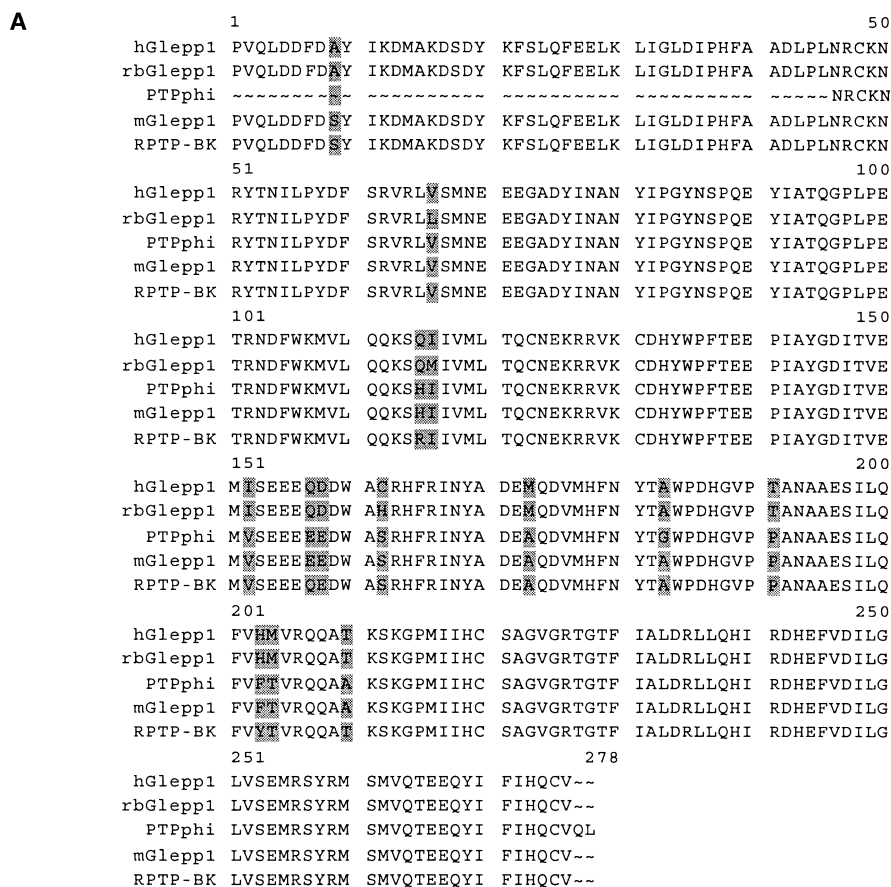 A
1 50
hGlepp1 PVQLDDFDAY IKDMAKDSDY KFSLQFEELK LIGLDIPHFA ADLPLNRCKN
rbGlepp1 PVQLDDFDAY IKDMAKDSDY KFSLQFEELK LIGLDIPHFA ADLPLNRCKN
PTPphi ~~~~~~~~~~ ~~~~~~~~~~ ~~~~~~~~~~ ~~~~~~~~~~ ~~~~~NRCKN
mGlepp1 PVQLDDFDSY IKDMAKDSDY KFSLQFEELK LIGLDIPHFA ADLPLNRCKN
RPTP-BK PVQLDDFDSY IKDMAKDSDY KFSLQFEELK LIGLDIPHFA ADLPLNRCKN
51 100
hGlepp1 RYTNILPYDF SRVRLVSMNE EEGADYINAN YIPGYNSPQE YIATQGPLPE
rbGlepp1 RYTNILPYDF SRVRLLSMNE EEGADYINAN YIPGYNSPQE YIATQGPLPE
PTPphi RYTNILPYDF SRVRLVSMNE EEGADYINAN YIPGYNSPQE YIATQGPLPE
mGlepp1 RYTNILPYDF SRVRLVSMNE EEGADYINAN YIPGYNSPQE YIATQGPLPE
RPTP-BK RYTNILPYDF SRVRLVSMNE EEGADYINAN YIPGYNSPQE YIATQGPLPE
101 150
hGlepp1 TRNDFWKMVL QQKSQIIVML TQCNEKRRVK CDHYWPFTEE PIAYGDITVE
rbGlepp1 TRNDFWKMVL QQKSQMIVML TQCNEKRRVK CDHYWPFTEE PIAYGDITVE
PTPphi TRNDFWKMVL QQKSHIIVML TQCNEKRRVK CDHYWPFTEE PIAYGDITVE
mGlepp1 TRNDFWKMVL QQKSHIIVML TQCNEKRRVK CDHYWPFTEE PIAYGDITVE
RPTP-BK TRNDFWKMVL QQKSRIIVML TQCNEKRRVK CDHYWPFTEE PIAYGDITVE
151 200
hGlepp1 MISEEEQDDW ACRHFRINYA DEMQDVMHFN YTAWPDHGVP TANAAESILQ
rbGlepp1 MISEEEQDDW AHRHFRINYA DEMQDVMHFN YTAWPDHGVP TANAAESILQ
PTPphi MVSEEEEEDW ASRHFRINYA DEAQDVMHFN YTGWPDHGVP PANAAESILQ
mGlepp1 MVSEEEEEDW ASRHFRINYA DEAQDVMHFN YTAWPDHGVP PANAAESILQ
RPTP-BK MVSEEEQEDW ASRHFRINYA DEAQDVMHFN YTAWPDHGVP PANAAESILQ
201 250
hGlepp1 FVHMVRQQAT KSKGPMIIHC SAGVGRTGTF IALDRLLQHI RDHEFVDILG
rbGlepp1 FVHMVRQQAT KSKGPMIIHC SAGVGRTGTF IALDRLLQHI RDHEFVDILG
PTPphi FVFTVRQQAA KSKGPMIIHC SAGVGRTGTF IALDRLLQHI RDHEFVDILG
mGlepp1 FVFTVRQQAA KSKGPMIIHC SAGVGRTGTF IALDRLLQHI RDHEFVDILG
RPTP-BK FVYTVRQQAT KSKGPMIIHC SAGVGRTGTF IALDRLLQHI RDHEFVDILG
251 278
hGlepp1 LVSEMRSYRM SMVQTEEQYI FIHQCV~~
rbGlepp1 LVSEMRSYRM SMVQTEEQYI FIHQCV~~
PTPphi LVSEMRSYRM SMVQTEEQYI FIHQCVQL
mGlepp1 LVSEMRSYRM SMVQTEEQYI FIHQCV~~
RPTP-BK LVSEMRSYRM SMVQTEEQYI FIHQCV~~